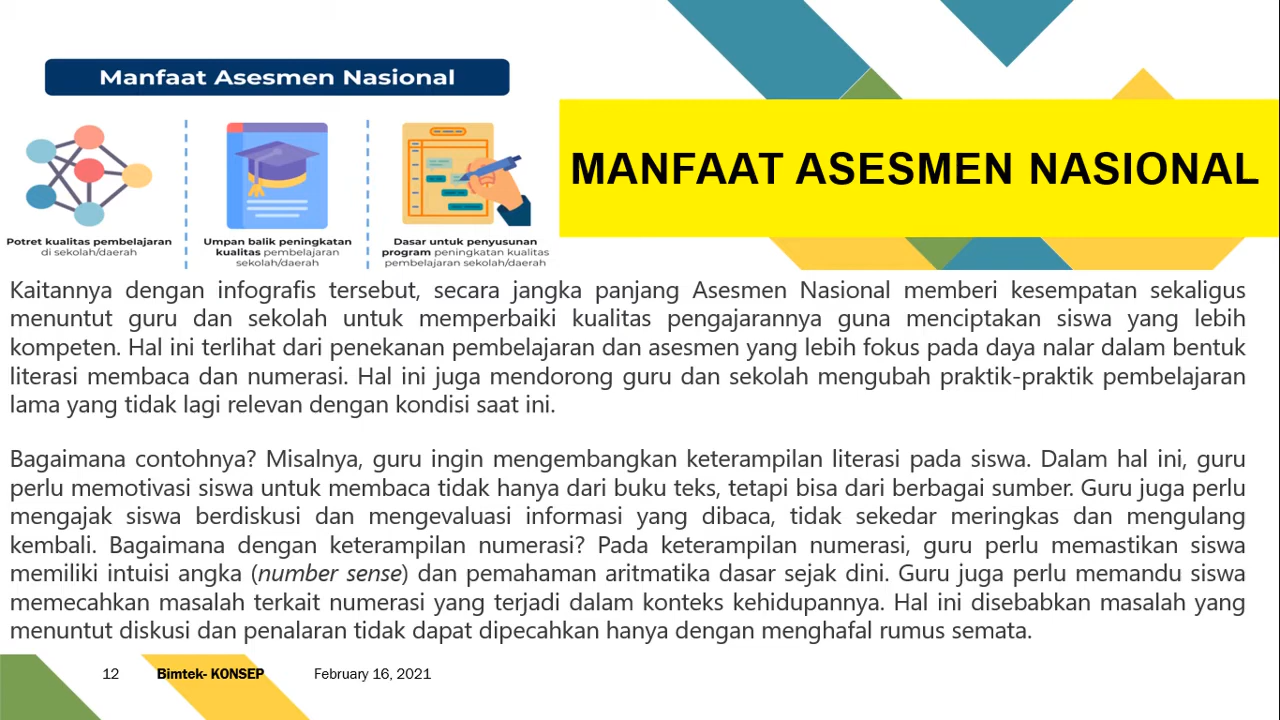 Manfaat Asesmen Nasional
MANFAAT ASESMEN NASIONAL
Potret kualitas pembelajaran
di sekolah/daerah
Umpan balik peningkatan
kualitas pembelajaran
sekolah/daerah
Dasar untuk penyusunan
program peningkatan kualitas
pembelajaran sekolah/daerah
Kaitannya dengan infografis tersebut, secara jangka panjang Asesmen Nasional memberi kesempatan sekaligus
menuntut guru dan sekolah untuk memperbaiki kualitas pengajarannya guna menciptakan siswa yang lebih
kompeten. Hal ini terlihat dari penekanan pembelajaran dan asesmen yang lebih fokus pada daya nalar dalam bentuk
literasi membaca dan numerasi. Hal ini juga mendorong guru dan sekolah mengubah praktik-praktik pembelajaran
lama yang tidak lagi relevan dengan kondisi saat ini.
Bagaimana contohnya? Misalnya, guru ingin mengembangkan keterampilan literasi pada siswa. Dalam hal ini, guru
perlu memotivasi siswa untuk membaca tidak hanya dari buku teks, tetapi bisa dari berbagai sumber. Guru juga perlu
mengajak siswa berdiskusi dan mengevaluasi informasi yang dibaca, tidak sekedar meringkas dan mengulang
kembali. Bagaimana dengan keterampilan numerasi? Pada keterampilan numerasi, guru perlu memastikan siswa
memiliki intuisi angka (number sense) dan pemahaman aritmatika dasar sejak dini. Guru juga perlu memandu siswa
memecahkan masalah terkait numerasi yang terjadi dalam konteks kehidupannya. Hal ini disebabkan masalah yang
menuntut diskusi dan penalaran tidak dapat dipecahkan hanya dengan menghafal rumus semata.
12 Bimtek- KONSEP February 16, 2021